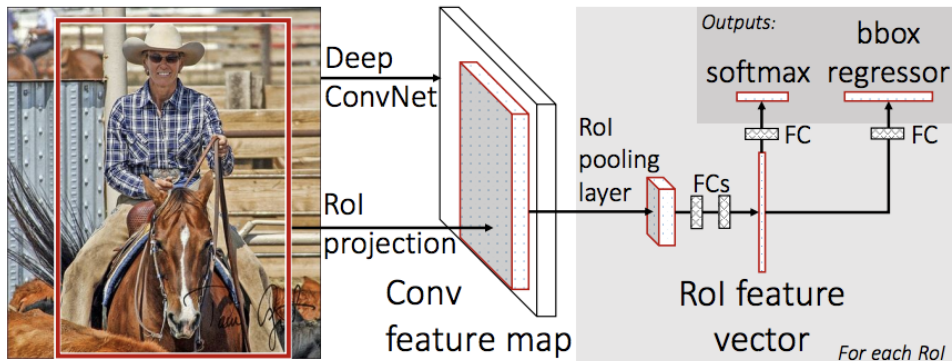 Deep
ConvNet
RoI
projection
Conv
feature map
RoI
pooling
layer
FCs
RoI feature
vector
Outputs:
softmax
bbox
regressor
FC
FC
For each RoI